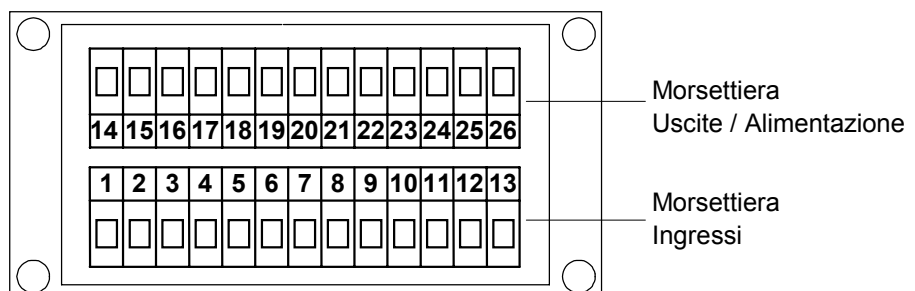 14 15 16 17 18 19 20 21 22 23 24 25 26
Morsettiera
Uscite / Alimentazione
1 2 3 4 5 6 7 8 9 10 11 12 13
Morsettiera
Ingressi